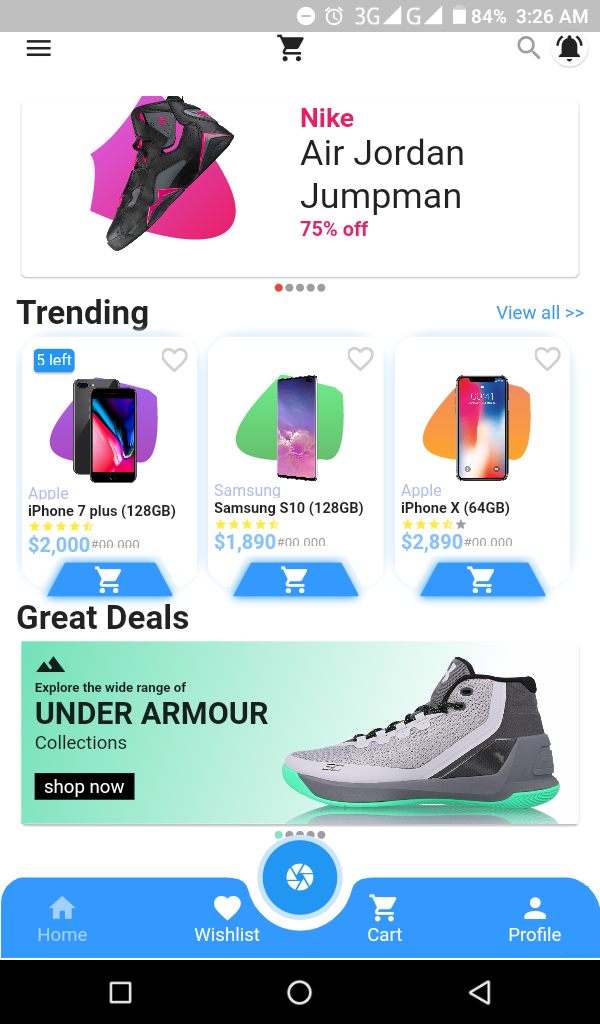 3G G 84% 3:26 AM
Nike
Air Jordan
Jumpman
75% off
Trending
View all >>
5 left
Apple
iPhone 7 plus (128GB)
$2,000 #00,000
Samsung
Samsung S10 (128GB)
$1,890 #00,000
Apple
iPhone X (64GB)
$2,890 #00,000
Great Deals
Explore the wide range of
UNDER ARMOUR
Collections
shop now
Home
Wishlist
Cart
Profile